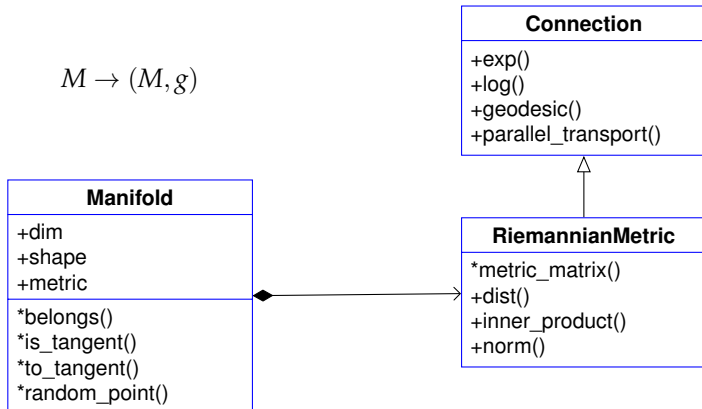 M → (M, g)
Connection
+exp()
+log()
+geodesic()
+parallel_transport()
Manifold
+dim
+shape
+metric
*belongs()
*is_tangent()
*to_tangent()
*random_point()
RiemannianMetric
*metric_matrix()
+dist()
+inner_product()
+norm()